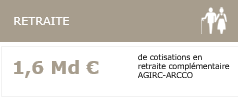 RETRAITE
1,6 Md €
de cotisations en
retraite complémentaire
AGIRC-ARCCO